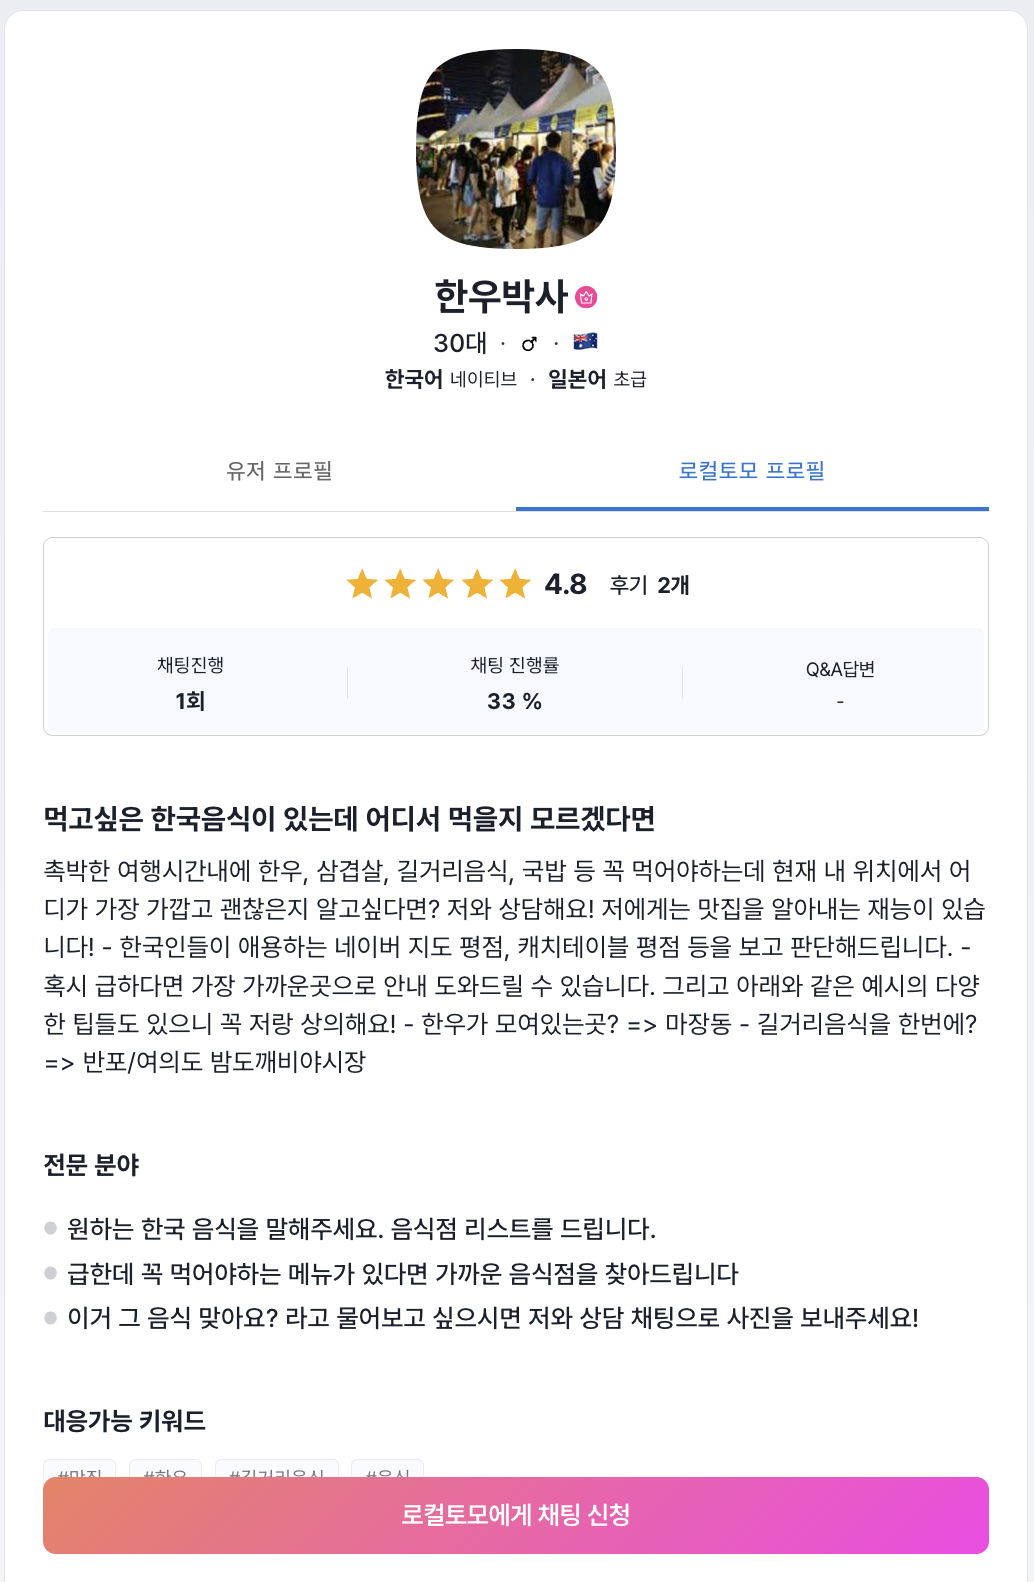 한우박사
30대 · ♂ ·
한국어 네이티브 · 일본어 초급
유저 프로필
로컬토모 프로필
4.8 후기 2개
채팅진행
1회
채팅 진행률
33 %
Q&A답변
-
먹고싶은 한국음식이 있는데 어디서 먹을지 모르겠다면
촉박한 여행시간내에 한우, 삼겹살, 길거리음식, 국밥 등 꼭 먹어야하는데 현재 내 위치에서 어
디가 가장 가깝고 괜찮은지 알고싶다면? 저와 상담해요! 저에게는 맛집을 알아내는 재능이 있습
니다! - 한국인들이 애용하는 네이버 지도 평점, 캐치테이블 평점 등을 보고 판단해드립니다. -
혹시 급하다면 가장 가까운곳으로 안내 도와드릴 수 있습니다. 그리고 아래와 같은 예시의 다양
한 팁들도 있으니 꼭 저랑 상의해요! - 한우가 모여있는곳? => 마장동 - 길거리음식을 한번에?
=> 반포/여의도 밤도깨비야시장
전문 분야
원하는 한국 음식을 말해주세요. 음식점 리스트를 드립니다.
급한데 꼭 먹어야하는 메뉴가 있다면 가까운 음식점을 찾아드립니다
이거 그 음식 맞아요? 라고 물어보고 싶으시면 저와 상담 채팅으로 사진을 보내주세요!
대응가능 키워드
#맛집 #한우 #길거리음식 #음식
로컬토모에게 채팅 신청